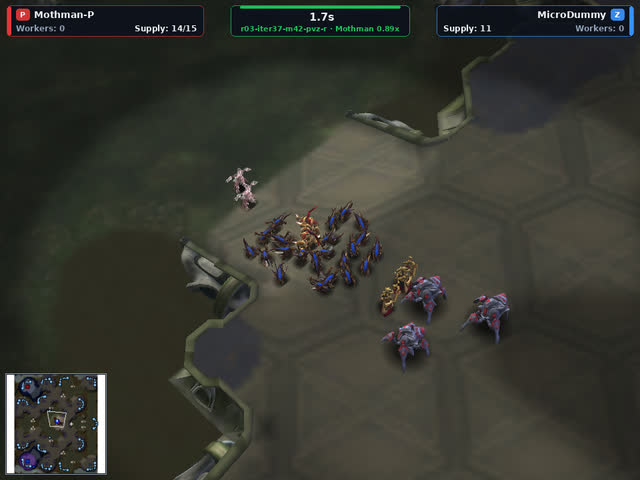 P Mothman-P
Workers: 0 Supply: 14/15
1.7s
r03-iter37-m42-pvz-r · Mothman 0.89x
MicroDummy Z
Supply: 11 Workers: 0